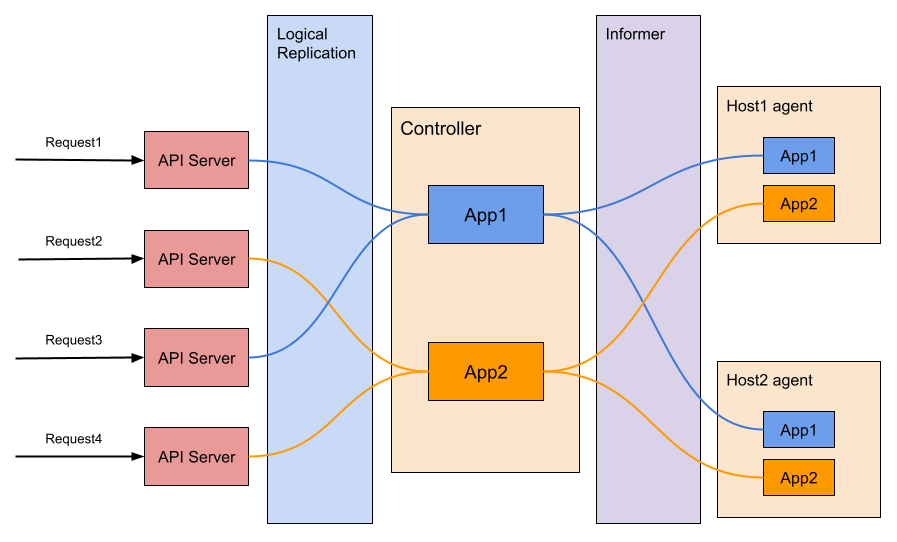 Logical
Replication
Informer
Controller
Request1
API Server
Request2
API Server
Request3
API Server
Request4
API Server
App1
App2
Host1 agent
App1
App2
Host2 agent
App1
App2